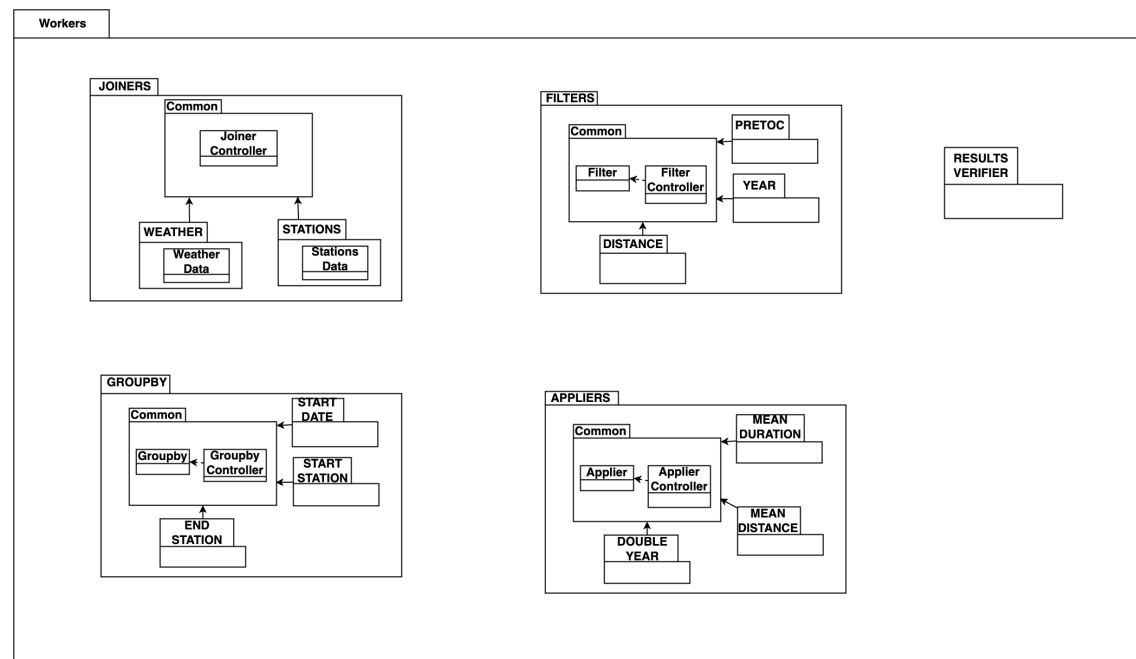 Workers
JOINERS
Common
Joiner
Controller
WEATHER
Weather
Data
STATIONS
Stations
Data
FILTERS
Common
Filter
Filter
Controller
PRETOC
YEAR
DISTANCE
RESULTS
VERIFIER
GROUPBY
Common
Groupby
Groupby
Controller
START
DATE
START
STATION
END
STATION
APPLIERS
Common
Applier
Applier
Controller
MEAN
DURATION
MEAN
DISTANCE
DOUBLE
YEAR